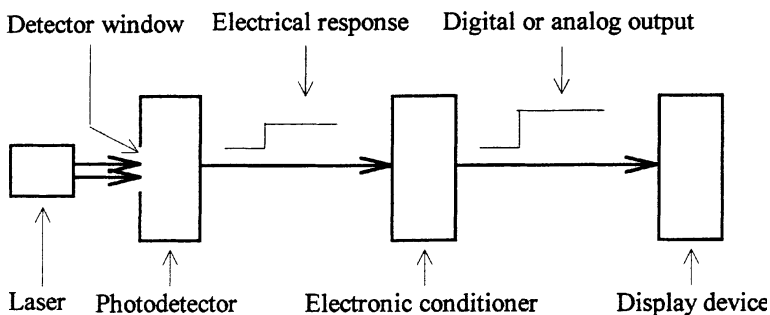 Detector window
Electrical response
Digital or analog output
Laser
Photodetector
Electronic conditioner
Display device